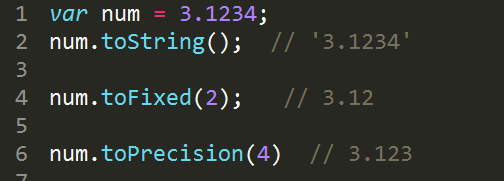 1 var num = 3.1234;
2 num.toString();  // '3.1234'
3
4 num.toFixed(2);   // 3.12
5
6 num.toPrecision(4)  // 3.123
7